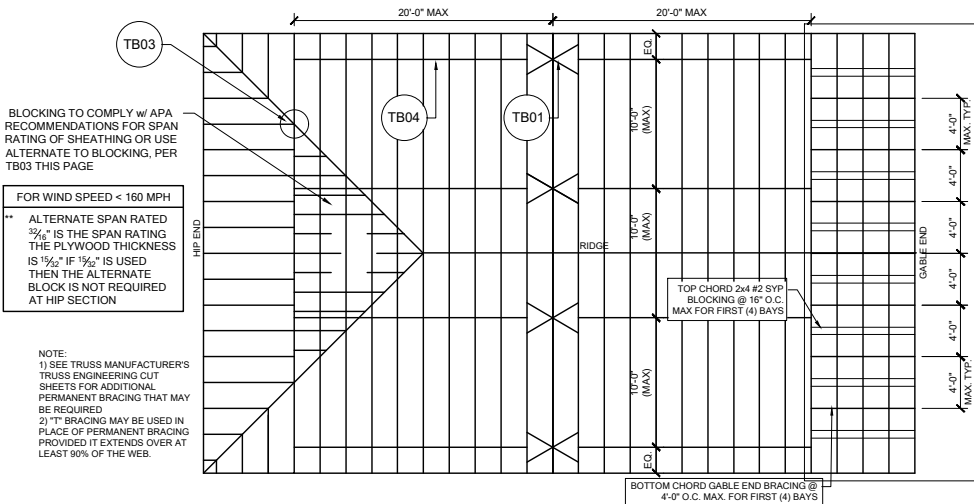 20'-0" MAX
20'-0" MAX
TB03
BLOCKING TO COMPLY w/ APA
RECOMMENDATIONS FOR SPAN
RATING OF SHEATHING OR USE
ALTERNATE TO BLOCKING, PER
TB03 THIS PAGE
FOR WIND SPEED < 160 MPH
** ALTERNATE SPAN RATED
32⁄16" IS THE SPAN RATING
THE PLYWOOD THICKNESS
IS 15⁄32" IF 15⁄32" IS USED
THEN THE ALTERNATE
BLOCK IS NOT REQUIRED
AT HIP SECTION
NOTE:
1) SEE TRUSS MANUFACTURER'S
TRUSS ENGINEERING CUT
SHEETS FOR ADDITIONAL
PERMANENT BRACING THAT MAY
BE REQUIRED
2) "T" BRACING MAY BE USED IN
PLACE OF PERMANENT BRACING
PROVIDED IT EXTENDS OVER AT
LEAST 90% OF THE WEB.
HIP END
TB04
TB01
EQ.
10'-0"
(MAX)
10'-0"
(MAX)
RIDGE
10'-0"
(MAX)
EQ.
TOP CHORD 2x4 #2 SYP
BLOCKING @ 16" O.C.
MAX FOR FIRST (4) BAYS
BOTTOM CHORD GABLE END BRACING @
4'-0" O.C. MAX. FOR FIRST (4) BAYS
GABLE END
4'-0"
MAX. TYP.
4'-0"
4'-0"
4'-0"
4'-0"
4'-0"
MAX. TYP.